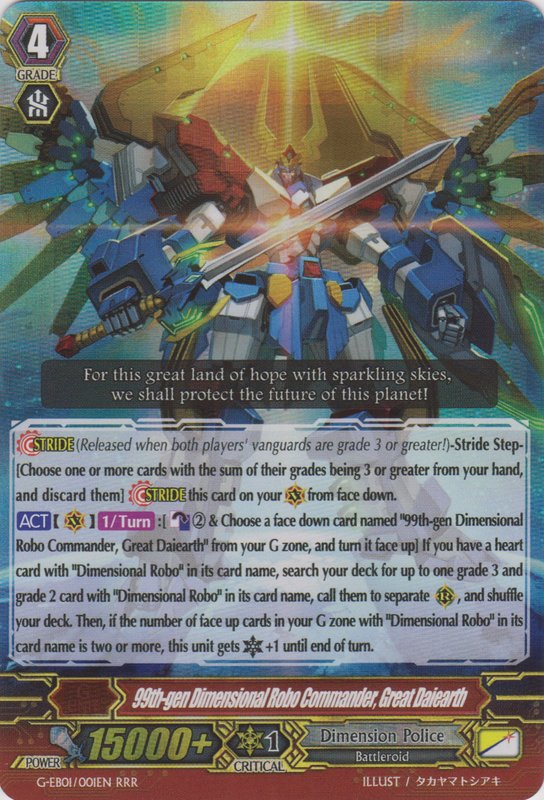 4
GRADE
For this great land of hope with sparkling skies,
we shall protect the future of this planet!
STRIDE (Released when both players' vanguards are grade 3 or greater!)-Stride Step-
[Choose one or more cards with the sum of their grades being 3 or greater from your hand,
and discard them] STRIDE this card on your V from face down.
ACT [ V ] 1/Turn :[ ② & Choose a face down card named "99th-gen Dimensional
Robo Commander, Great Daiearth" from your G zone, and turn it face up] If you have a heart
card with "Dimensional Robo" in its card name, search your deck for up to one grade 3 and
grade 2 card with "Dimensional Robo" in its card name, call them to separate R , and shuffle
your deck. Then, if the number of face up cards in your G zone with "Dimensional Robo" in its
card name is two or more, this unit gets +1 until end of turn.
99th-gen Dimensional Robo Commander, Great Daiearth
POWER 15000+ 1 CRITICAL
Dimension Police
Battleroid
G-EB01/001EN RRR ILLUST / タカヤマトシアキ